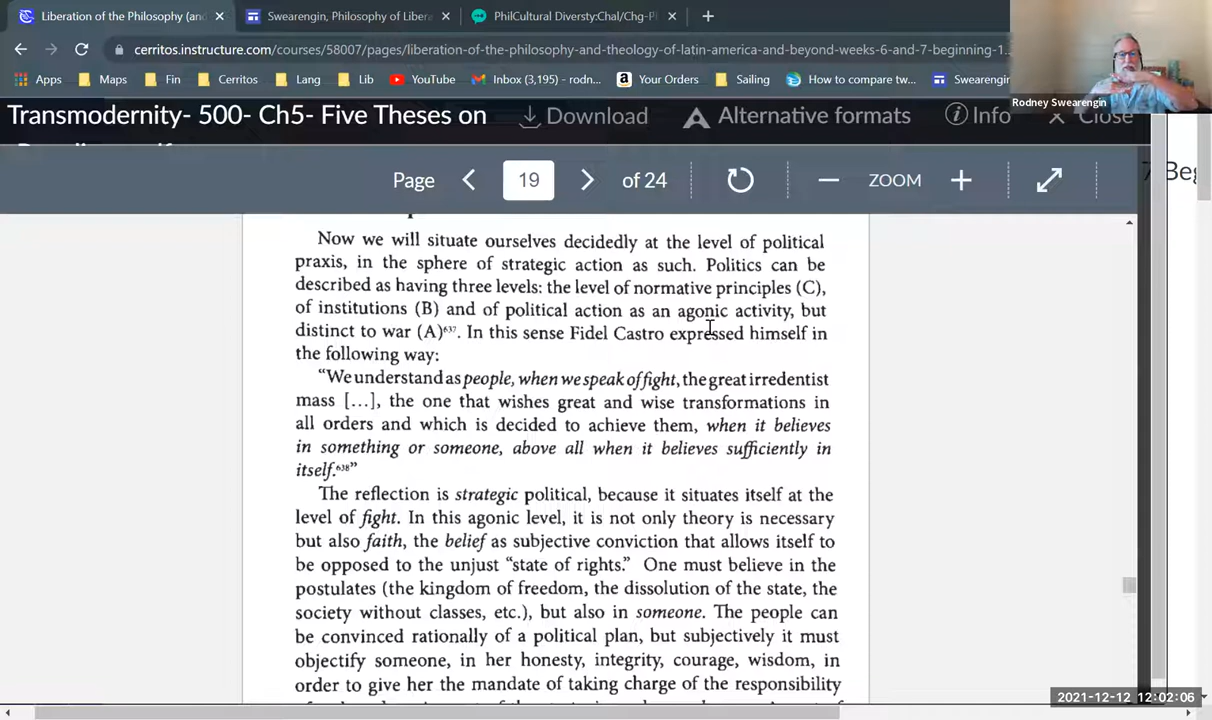 Liberation of the Philosophy (and
Swearengin, Philosophy of Libera
PhilCultural Diversty:Chal/Chg-P
cerritos.instructure.com/courses/58007/pages/liberation-of-the-philosophy-and-theology-of-latin-america-and-beyond-weeks-6-and-7-beginning-1...
Apps Maps Fin Cerritos Lang Lib YouTube Inbox (3,195) - rodn... Your Orders Sailing How to compare tw... Swearengin
Rodney Swearengin
Transmodernity- 500- Ch5- Five Theses on Download Alternative formats Info Close
Page 19 of 24 ZOOM
7 Beg
Now we will situate ourselves decidedly at the level of political
praxis, in the sphere of strategic action as such. Politics can be
described as having three levels: the level of normative principles (C),
of institutions (B) and of political action as an agonic activity, but
distinct to war (A)637. In this sense Fidel Castro expressed himself in
the following way:
“We understand as people, when we speak of fight, the great irredentist
mass [...], the one that wishes great and wise transformations in
all orders and which is decided to achieve them, when it believes
in something or someone, above all when it believes sufficiently in
itself.638”
The reflection is strategic political, because it situates itself at the
level of fight. In this agonic level, it is not only theory is necessary
but also faith, the belief as subjective conviction that allows itself to
be opposed to the unjust “state of rights.” One must believe in the
postulates (the kingdom of freedom, the dissolution of the state, the
society without classes, etc.), but also in someone. The people can
be convinced rationally of a political plan, but subjectively it must
objectify someone, in her honesty, integrity, courage, wisdom, in
order to give her the mandate of taking charge of the responsibility
2021-12-12 12:02:06